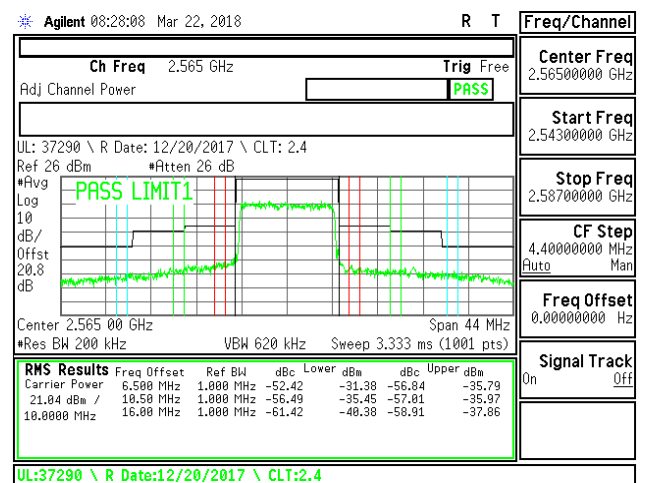 Agilent 08:28:08 Mar 22, 2018 R T
Freq/Channel
Ch Freq 2.565 GHz Trig Free
Adj Channel Power PASS
UL: 37290 \ R Date: 12/20/2017 \ CLT: 2.4
Ref 26 dBm #Atten 26 dB
#Avg
Log
10
dB/
Offst
20.8
dB
PASS LIMIT1
Center 2.565 00 GHz Span 44 MHz
#Res BW 200 kHz VBW 620 kHz Sweep 3.333 ms (1001 pts)
RMS Results Freq Offset Ref BW dBc Lower dBm dBc Upper dBm
Carrier Power 6.500 MHz 1.000 MHz -52.42 -31.38 -56.84 -35.79
21.04 dBm / 10.50 MHz 1.000 MHz -56.49 -35.45 -57.01 -35.97
10.0000 MHz 16.00 MHz 1.000 MHz -61.42 -40.38 -58.91 -37.86
Center Freq
2.56500000 GHz
Start Freq
2.54300000 GHz
Stop Freq
2.58700000 GHz
CF Step
4.40000000 MHz
Auto Man
Freq Offset
0.00000000 Hz
Signal Track
On Off
UL:37290 \ R Date:12/20/2017 \ CLT:2.4